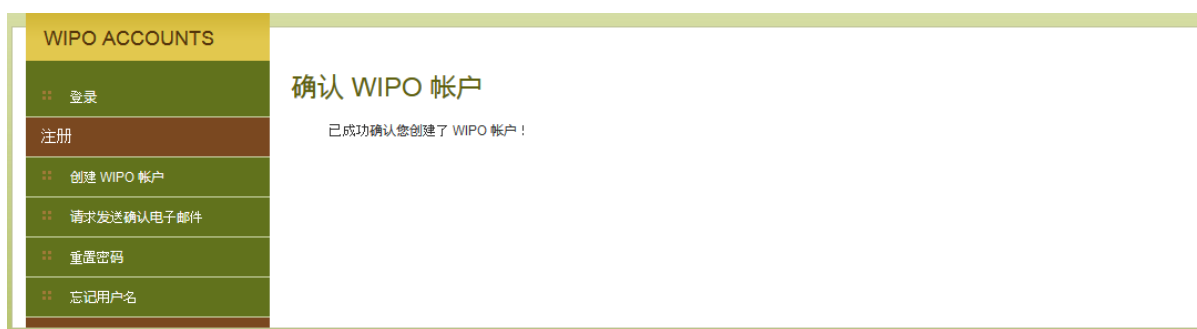 WIPO ACCOUNTS
登录
注册
创建 WIPO 帐户
请求发送确认电子邮件
重置密码
忘记用户名
确认 WIPO 帐户
已成功确认您创建了 WIPO 帐户！